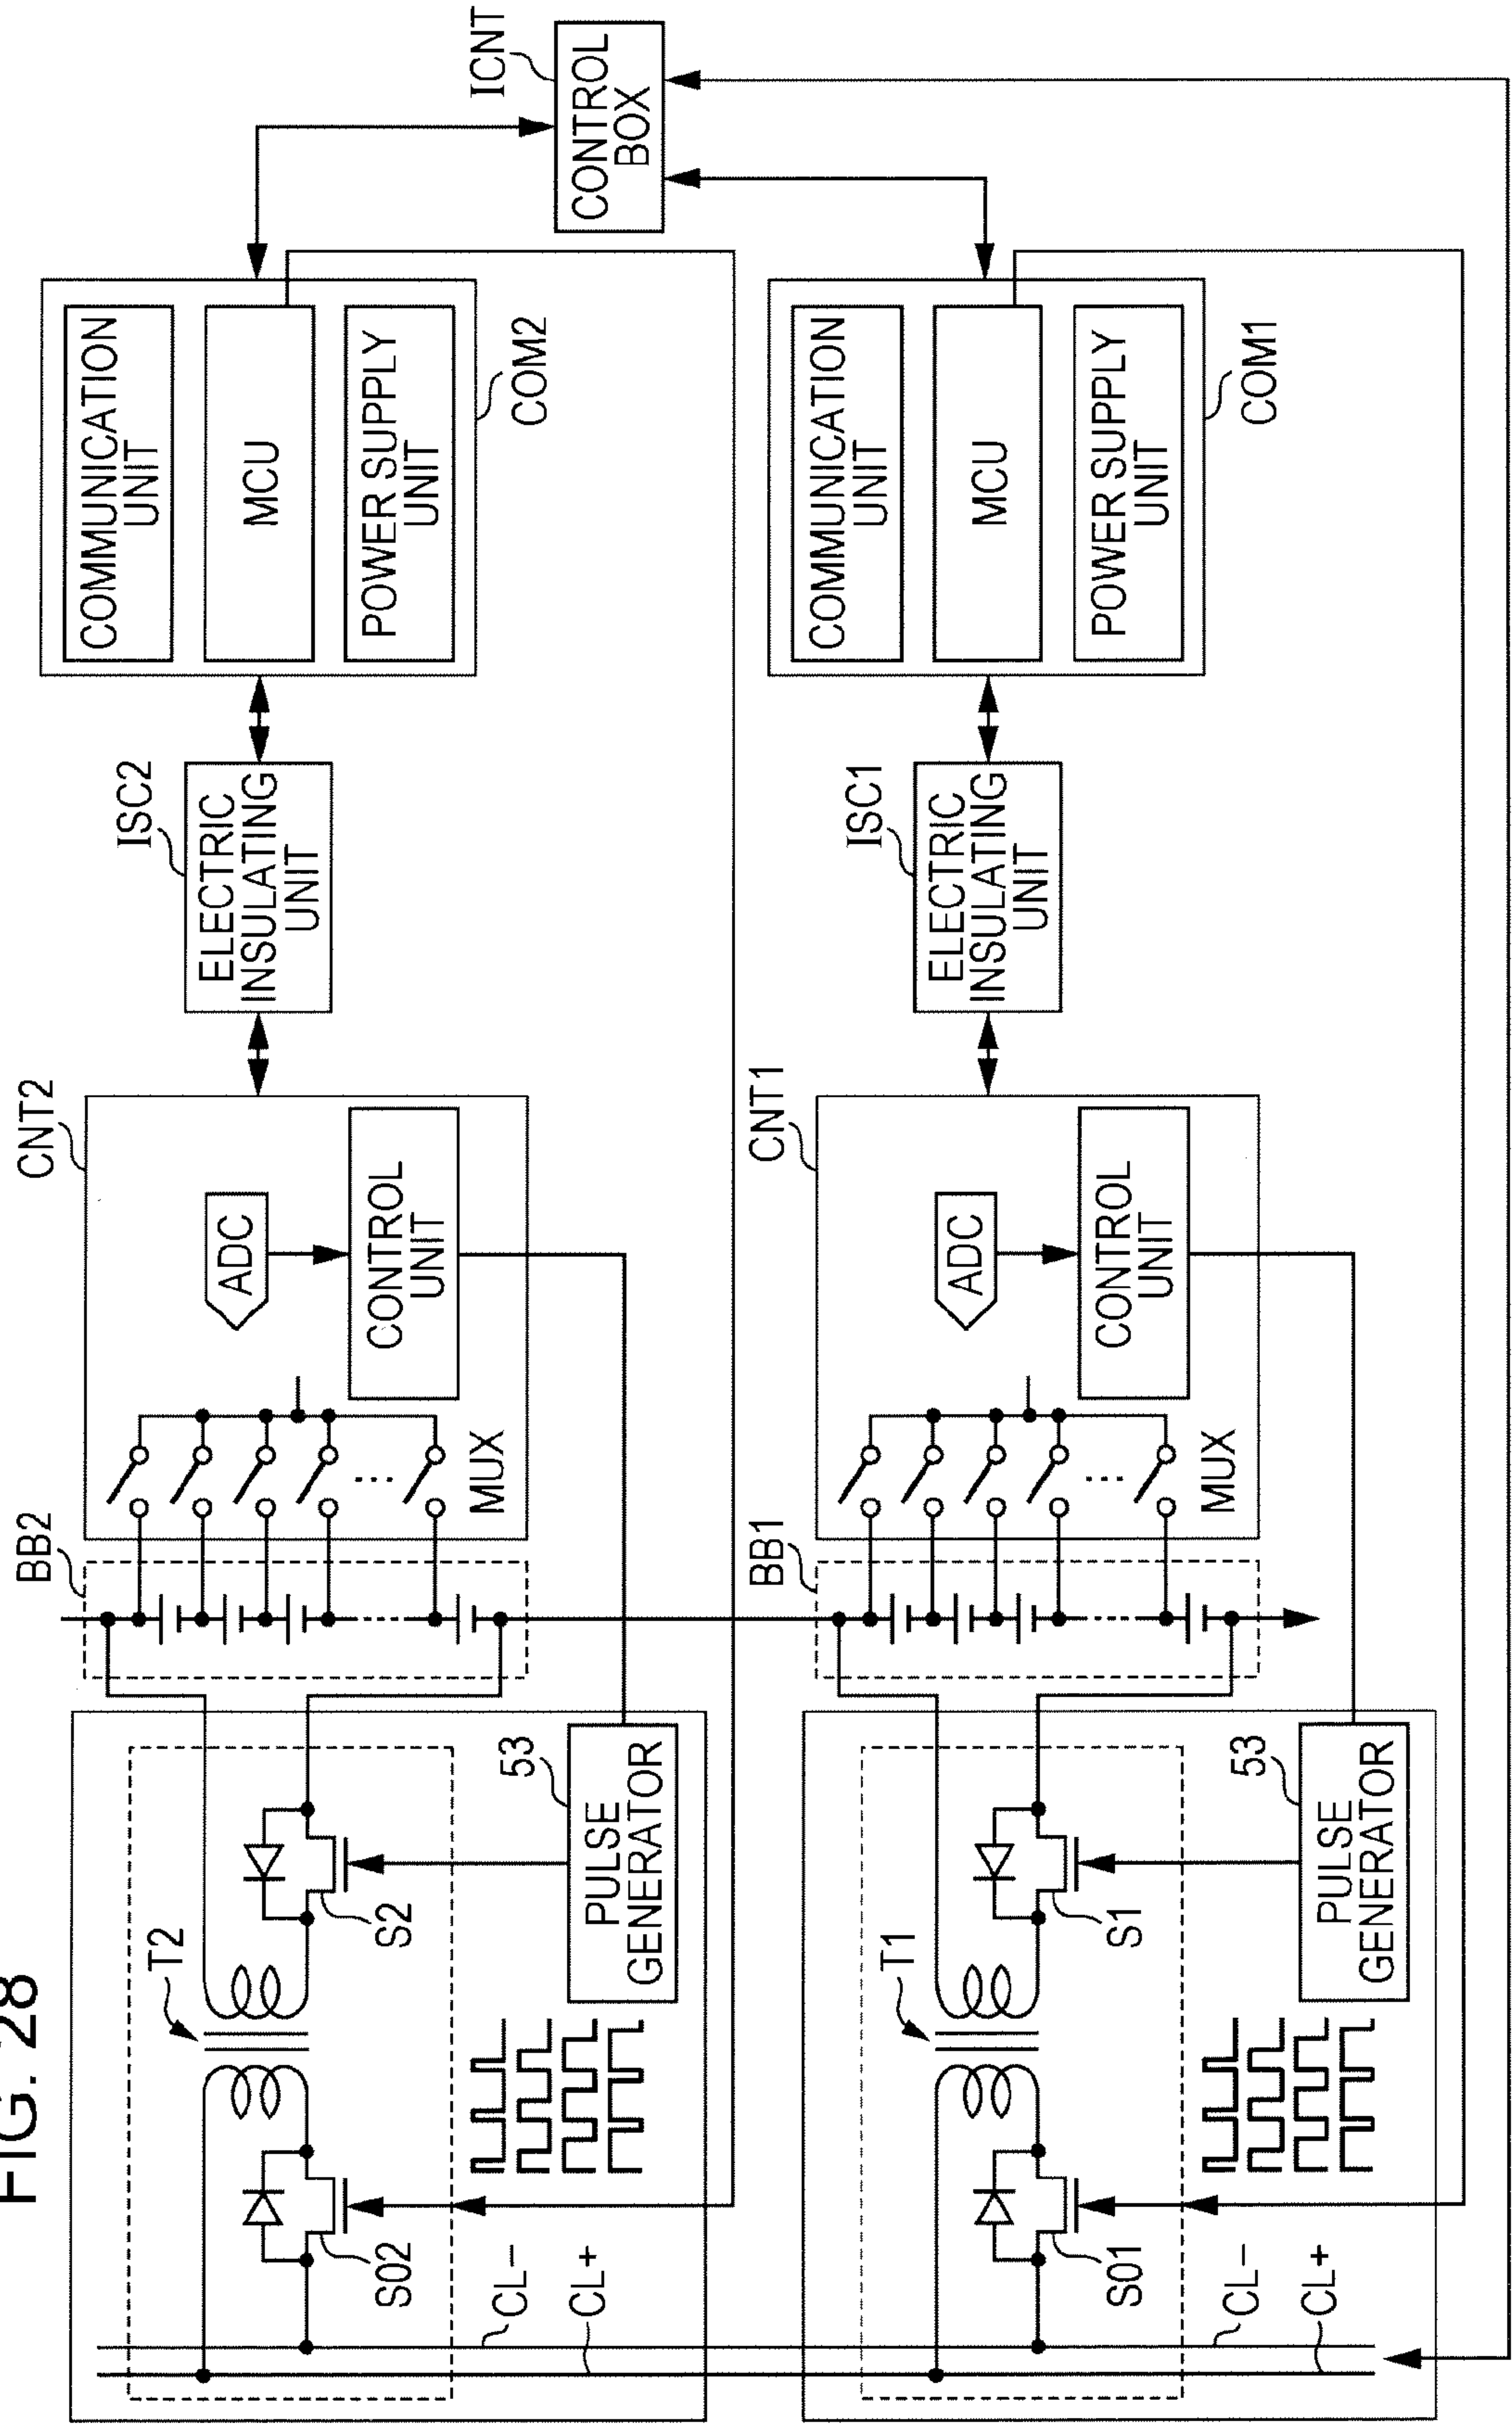 FIG. 28
T2
S02
S2
CL-
CL+
53
PULSE
GENERATOR
BB2
MUX
CNT2
ADC
CONTROL
UNIT
ISC2
ELECTRIC
INSULATING
UNIT
COMMUNICATION
UNIT
MCU
POWER SUPPLY
UNIT
COM2
ICNT
CONTROL
BOX
T1
S01
S1
CL-
CL+
53
PULSE
GENERATOR
BB1
MUX
CNT1
ADC
CONTROL
UNIT
ISC1
ELECTRIC
INSULATING
UNIT
COMMUNICATION
UNIT
MCU
POWER SUPPLY
UNIT
COM1